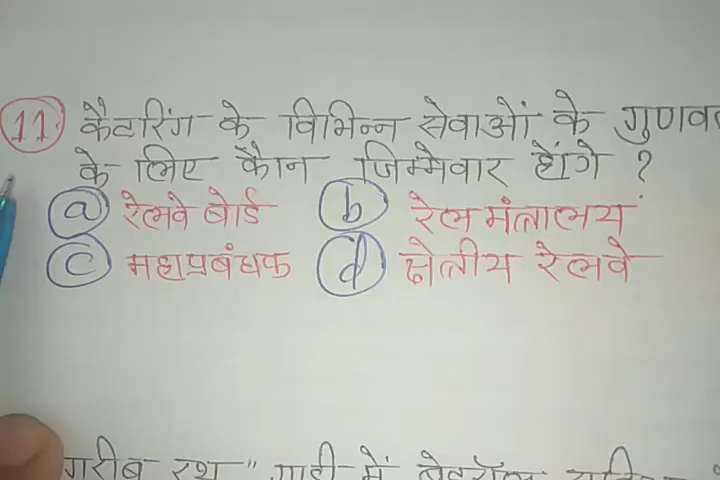 11. कैटरिंग के विभिन्न सेवाओं के
के लिए कौन जिम्मेवार होंगे ?
a रेलवे बोर्ड b रेल मंत्रालय
c महाप्रबंधक d क्षेत्रीय रेलवे
गरीब रथ" गाड़ी में